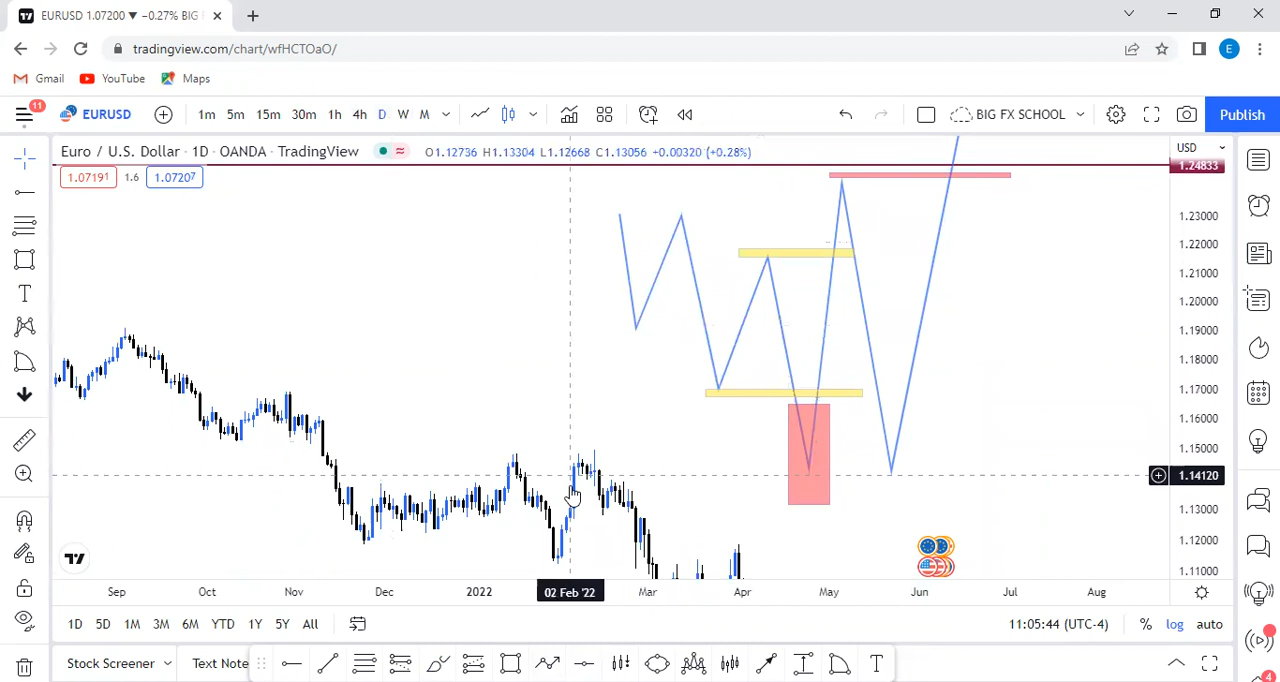 EURUSD 1.07200 ▼ −0.27% BIG F
tradingview.com/chart/wfHCTOaO/
E
Gmail YouTube Maps
11
EURUSD 1m 5m 15m 30m 1h 4h D W M BIG FX SCHOOL Publish
Euro / U.S. Dollar · 1D · OANDA · TradingView O1.12736 H1.13304 L1.12668 C1.13056 +0.00320 (+0.28%) USD
1.07191 1.6 1.07207
1.24833
1.23000
1.22000
1.21000
1.20000
1.19000
1.18000
1.17000
1.16000
1.15000
1.14120
1.13000
1.12000
1.11000
Sep Oct Nov Dec 2022 02 Feb '22 Mar Apr May Jun Jul Aug
1D 5D 1M 3M 6M YTD 1Y 5Y All 11:05:44 (UTC-4) % log auto
Stock Screener Text Note T
4